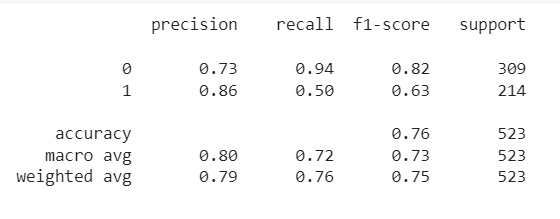 precision recall f1-score support
0 0.73 0.94 0.82 309
1 0.86 0.50 0.63 214
accuracy 0.76 523
macro avg 0.80 0.72 0.73 523
weighted avg 0.79 0.76 0.75 523